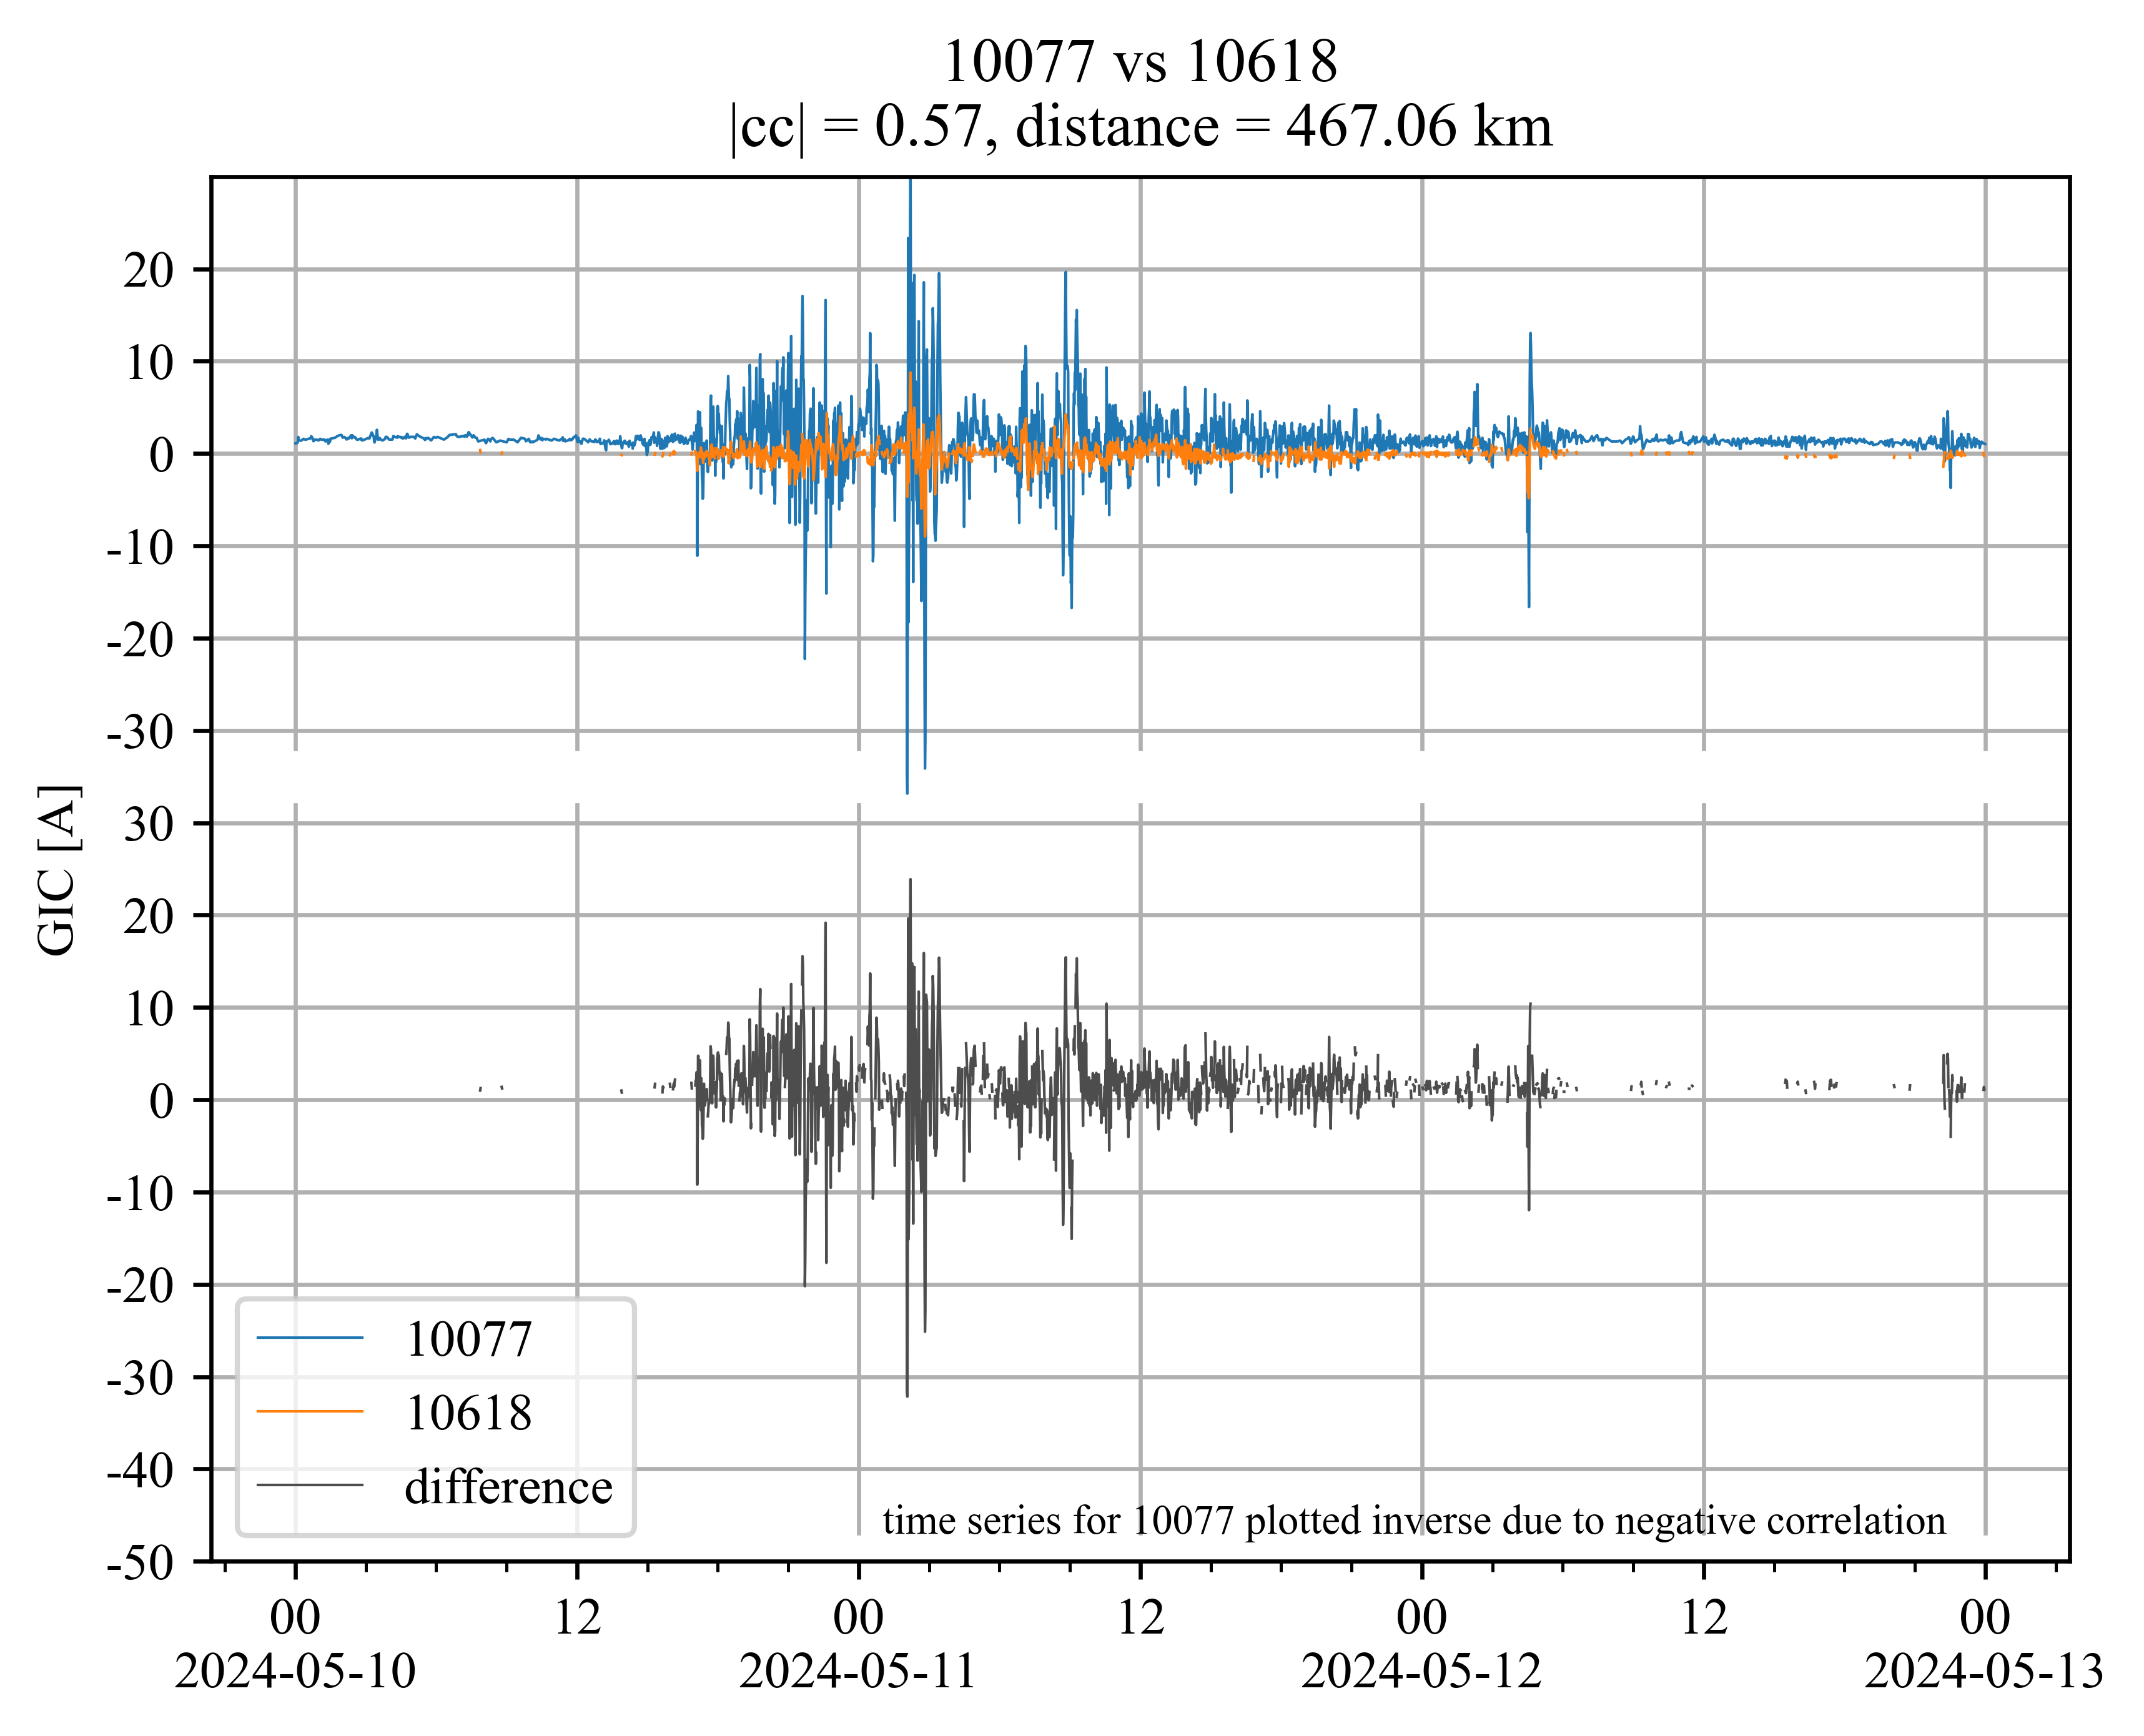 10077 vs 10618
|cc| = 0.57, distance = 467.06 km
20
10
0
-10
-20
-30
GIC [A]
30
20
10
0
-10
-20
-30
-40
-50
10077
10618
difference
time series for 10077 plotted inverse due to negative correlation
00 12 00 12 00 12 00
2024-05-10 2024-05-11 2024-05-12 2024-05-13